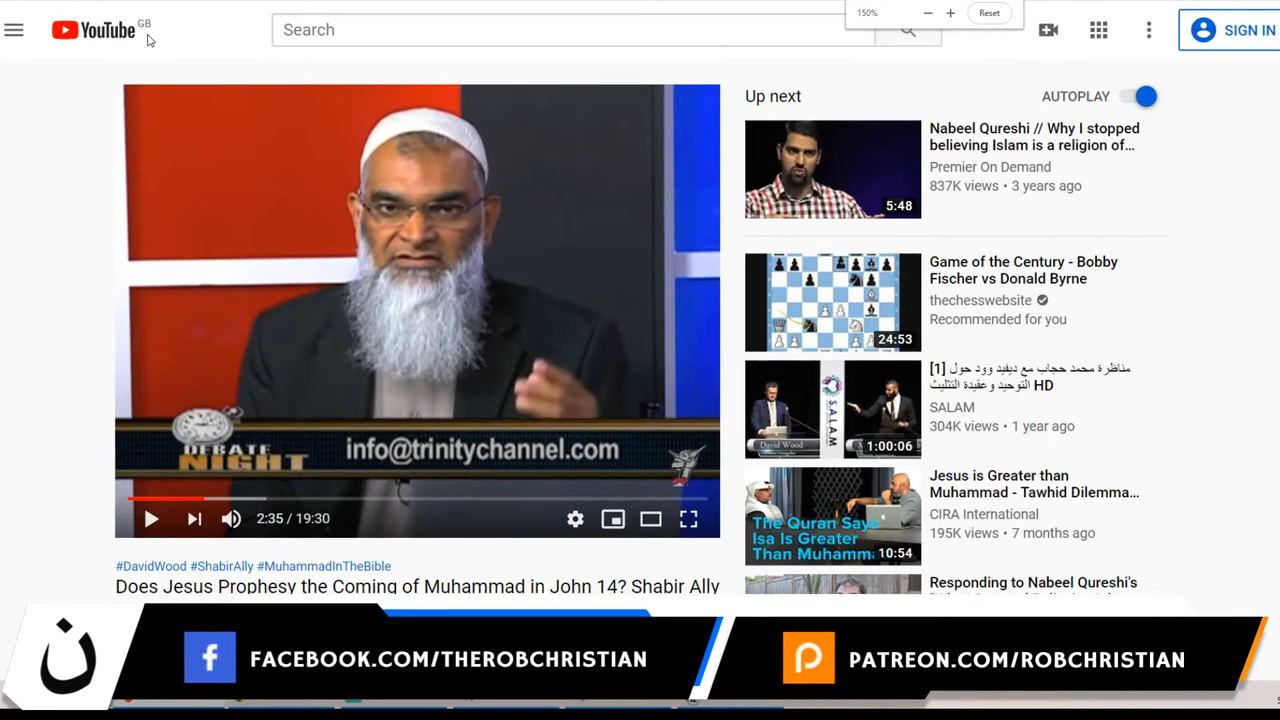 YouTube GB
Search
150%
Reset
SIGN IN
info@trinitychannel.com
DEBATE
NIGHT
2:35 / 19:30
#DavidWood #ShabirAlly #MuhammadInTheBible
Does Jesus Prophesy the Coming of Muhammad in John 14? Shabir Ally
Up next
AUTOPLAY
5:48
Nabeel Qureshi // Why I stopped
believing Islam is a religion of...
Premier On Demand
837K views • 3 years ago
24:53
Game of the Century - Bobby
Fischer vs Donald Byrne
thechesswebsite
Recommended for you
SALAM
David Wood
1:00:06
مناظرة محمد حجاب مع ديفيد وود حول [1]
التوحيد وعقيدة التثليث HD
SALAM
304K views • 1 year ago
The Quran Says
Isa Is Greater
Than Muhamm
10:54
Jesus is Greater than
Muhammad - Tawhid Dilemma...
CIRA International
195K views • 7 months ago
Responding to Nabeel Qureshi's
ن
f
FACEBOOK.COM/THEROBCHRISTIAN
PATREON.COM/ROBCHRISTIAN